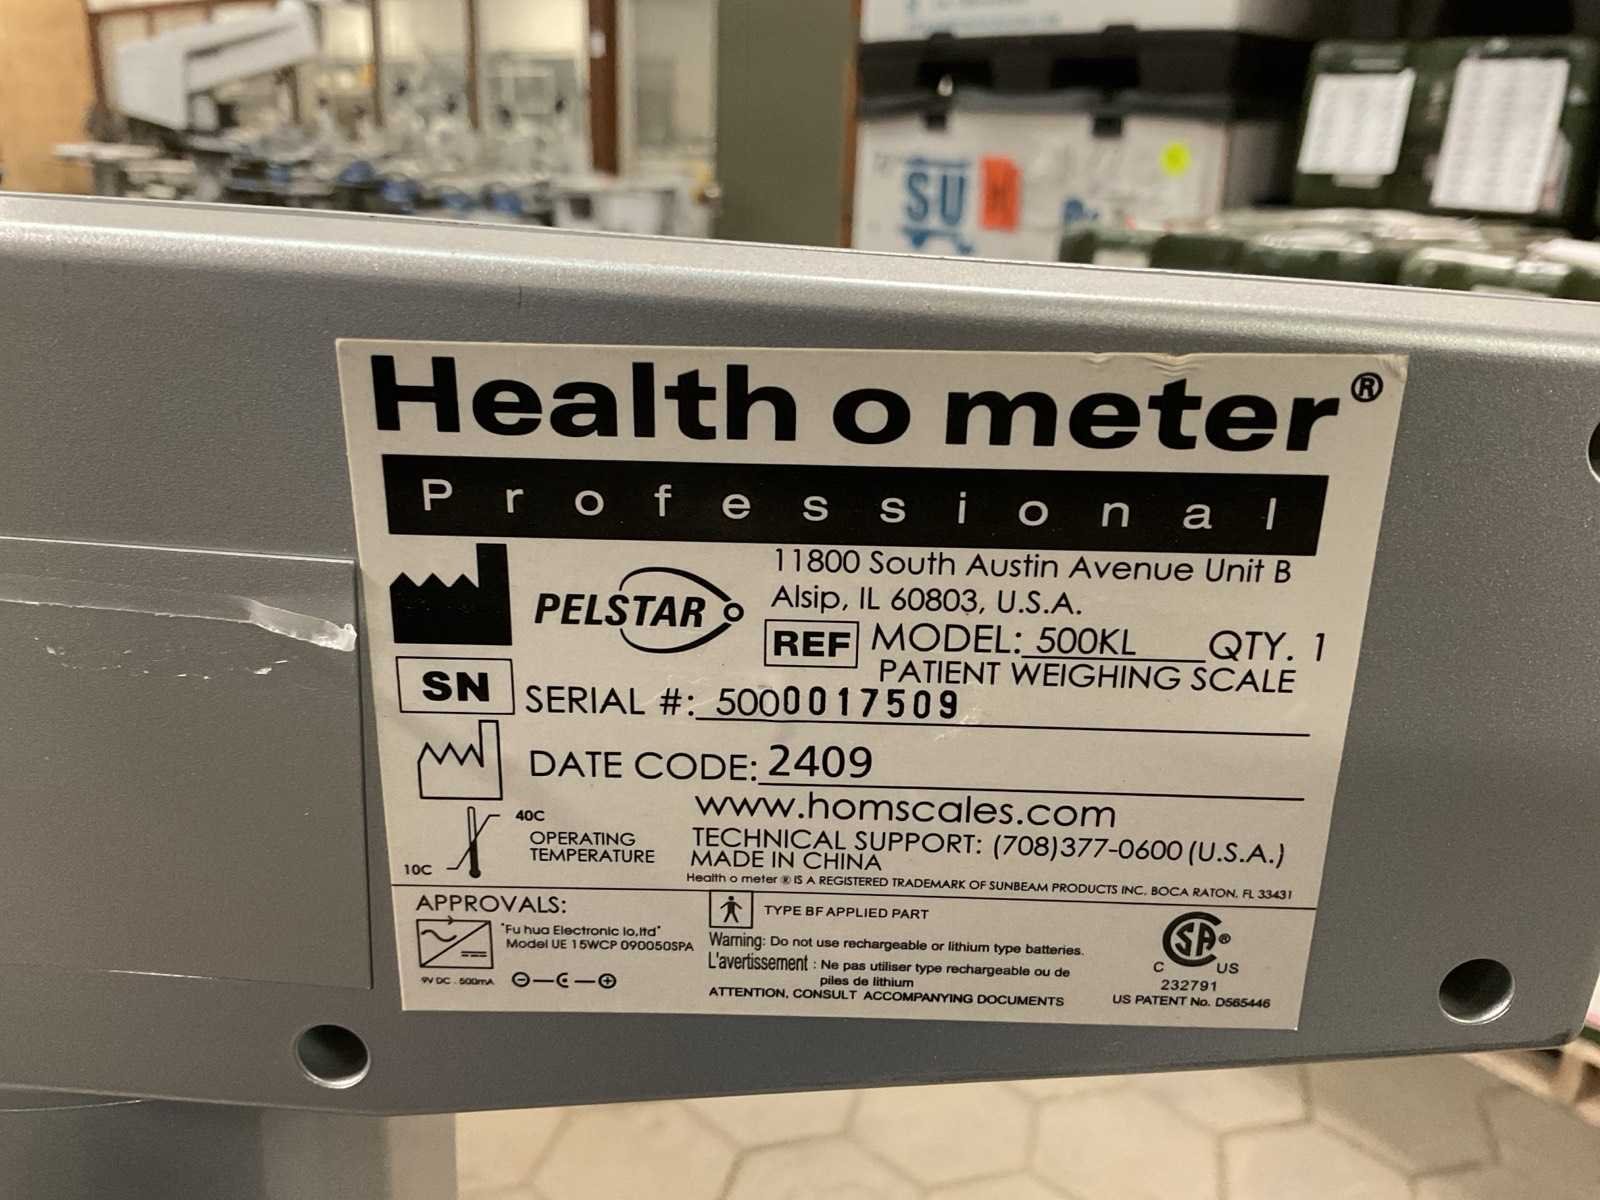 SU
Health o meter®
Professional
PELSTAR
11800 South Austin Avenue Unit B
Alsip, IL 60803, U.S.A.
REF MODEL: 500KL QTY. 1
PATIENT WEIGHING SCALE
SN SERIAL #: 5000017509
DATE CODE: 2409
www.homscales.com
40C
OPERATING
TEMPERATURE
10C
TECHNICAL SUPPORT: (708)377-0600 (U.S.A.)
MADE IN CHINA
Health o meter ® IS A REGISTERED TRADEMARK OF SUNBEAM PRODUCTS INC. BOCA RATON, FL 33431
APPROVALS:
"Fu hua Electronic lo,ltd"
Model UE 15WCP 090050SPA
9V DC . 500mA
TYPE BF APPLIED PART
Warning: Do not use rechargeable or lithium type batteries.
L'avertissement : Ne pas utiliser type rechargeable ou de
piles de lithium
ATTENTION, CONSULT ACCOMPANYING DOCUMENTS
SA®
C US
232791
US PATENT No. D565446